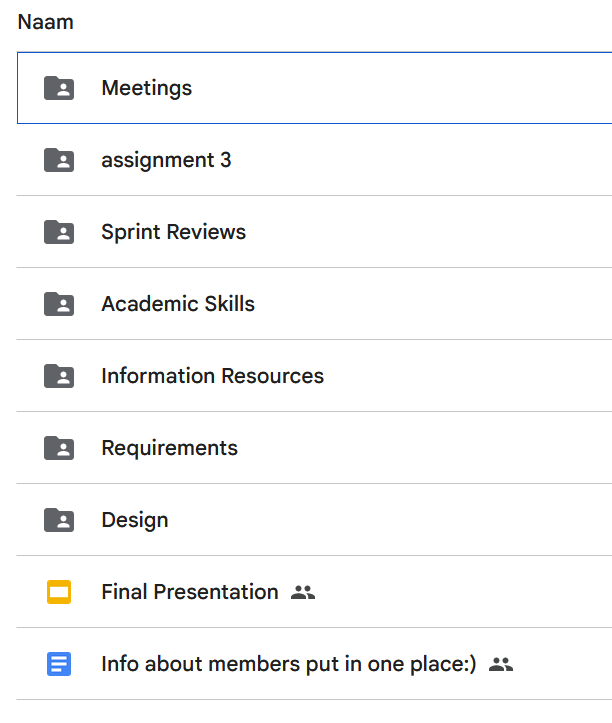 Naam
Meetings
assignment 3
Sprint Reviews
Academic Skills
Information Resources
Requirements
Design
Final Presentation
Info about members put in one place:)